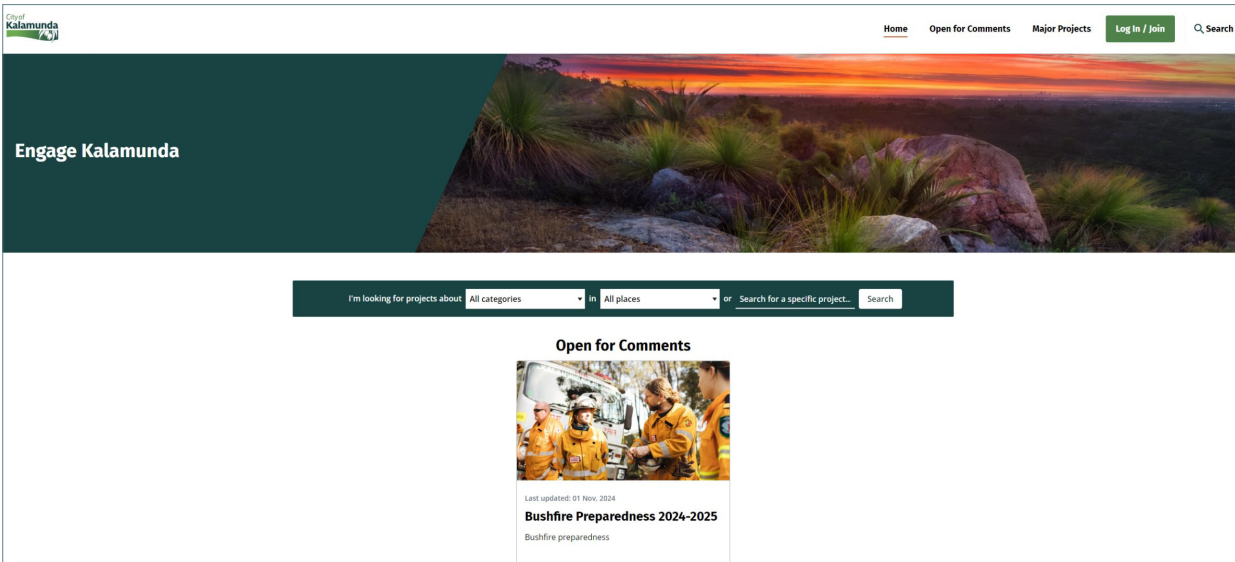 City of
Kalamunda
Home Open for Comments Major Projects Log In / Join Search
Engage Kalamunda
I'm looking for projects about All categories in All places or Search for a specific project... Search
Open for Comments
Last updated: 01 Nov, 2024
Bushfire Preparedness 2024-2025
Bushfire preparedness